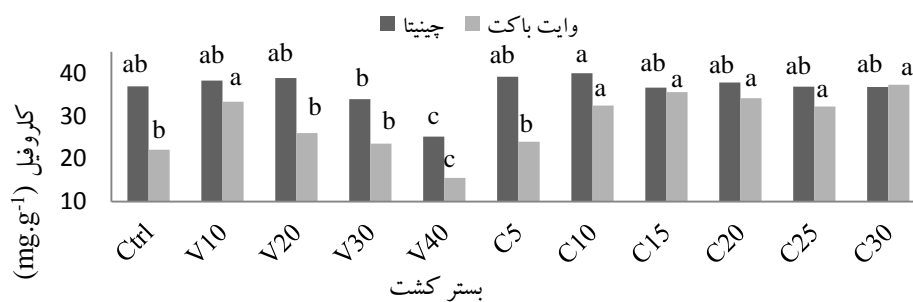 چینیتا وایت باکت
کلروفیل (mg.g-1)
40
30
20
10
ab b ab a ab b b b c c ab b a a ab a ab a ab a ab a
Ctrl V10 V20 V30 V40 C5 C10 C15 C20 C25 C30
بستر کشت